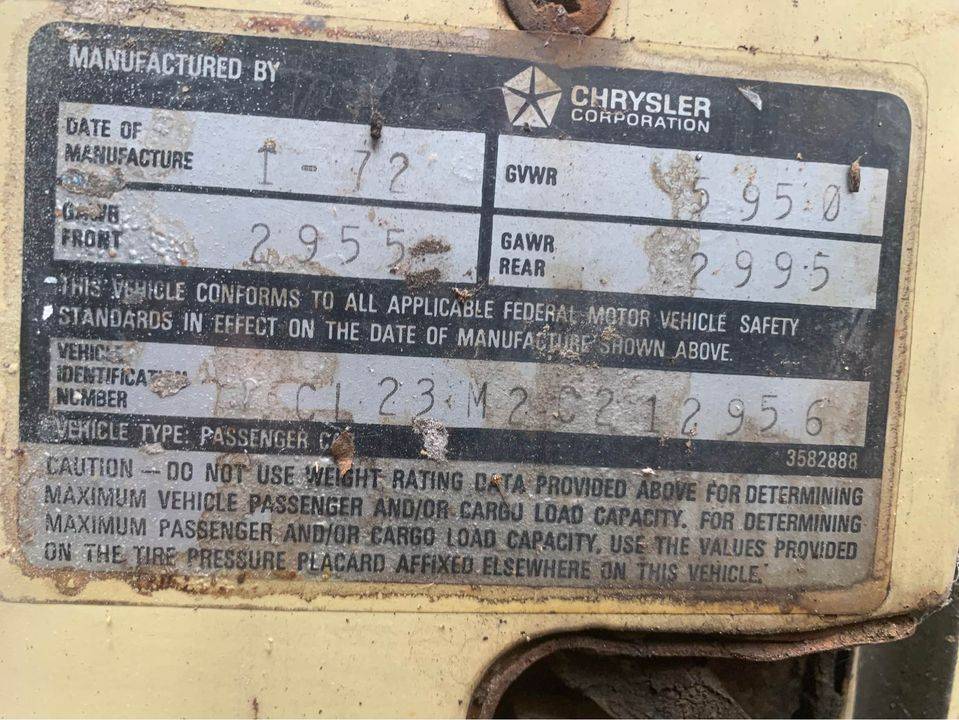 MANUFACTURED BY
CHRYSLER
CORPORATION
DATE OF
MANUFACTURE 1-72
GVWR 5950
GAWR
FRONT 2955
GAWR
REAR 2995
THIS VEHICLE CONFORMS TO ALL APPLICABLE FEDERAL MOTOR VEHICLE SAFETY
STANDARDS IN EFFECT ON THE DATE OF MANUFACTURE SHOWN ABOVE.
VEHICLE
IDENTIFICATION
NUMBER CL23M2C212956
VEHICLE TYPE: PASSENGER
3582888
CAUTION — DO NOT USE WEIGHT RATING DATA PROVIDED ABOVE FOR DETERMINING
MAXIMUM VEHICLE PASSENGER AND/OR CARGO LOAD CAPACITY. FOR DETERMINING
MAXIMUM PASSENGER AND/OR CARGO LOAD CAPACITY, USE THE VALUES PROVIDED
ON THE TIRE PRESSURE PLACARD AFFIXED ELSEWHERE ON THIS VEHICLE.